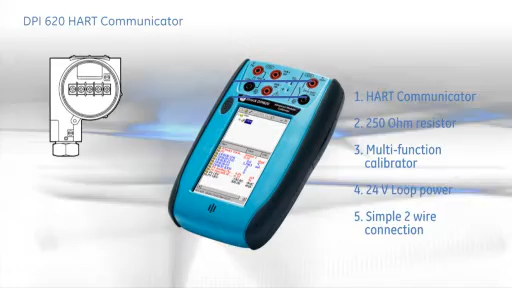 DPI 620 HART Communicator
1. HART Communicator
2. 250 Ohm resistor
3. Multi-function
calibrator
4. 24 V Loop power
5. Simple 2 wire
connection